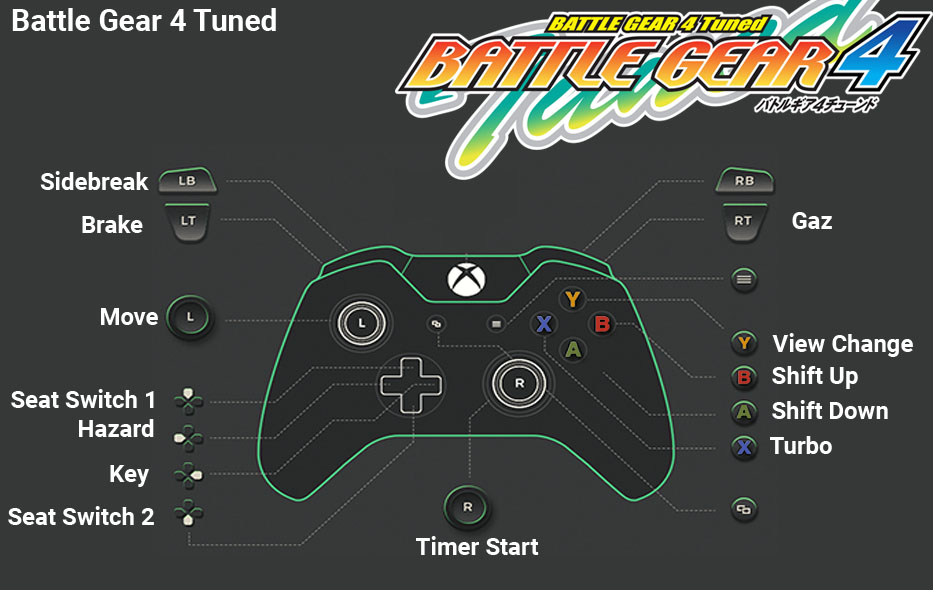 Battle Gear 4 Tuned
BATTLE GEAR 4 Tuned
BATTLE GEAR 4
Tuned
バトルギア4チューンド
Sidebreak LB
RB
Brake LT
RT Gaz
Move L
L
Y
X B
A
R
Y View Change
B Shift Up
A Shift Down
X Turbo
Seat Switch 1
Hazard
Key
Seat Switch 2
R
Timer Start